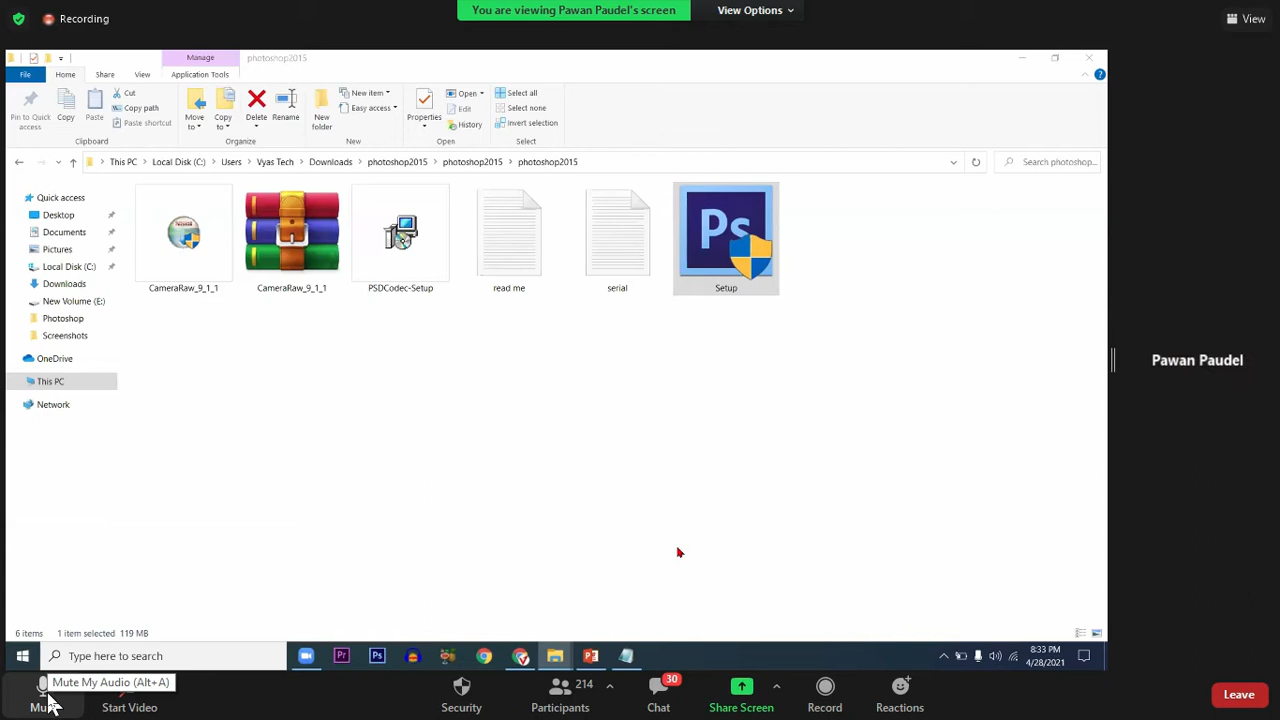 Recording
You are viewing Pawan Paudel's screen
View Options
View
Manage
photoshop2015
File
Home
Share
View
Application Tools
Pin to Quick access
Copy
Paste
Cut
Copy path
Paste shortcut
Clipboard
Move to
Copy to
Delete
Rename
Organize
New folder
New item
Easy access
New
Properties
Open
Edit
History
Open
Select all
Select none
Invert selection
Select
This PC
Local Disk (C:)
Users
Vyas Tech
Downloads
photoshop2015
photoshop2015
photoshop2015
Search photoshop...
Quick access
Desktop
Documents
Pictures
Local Disk (C:)
Downloads
New Volume (E:)
Photoshop
Screenshots
OneDrive
This PC
Network
CameraRaw_9_1_1
CameraRaw_9_1_1
PSDCodec-Setup
read me
serial
Ps
Setup
Pawan Paudel
6 items
1 item selected 119 MB
Type here to search
Pr
Ps
8:33 PM
4/28/2021
Mute My Audio (Alt+A)
Mute
Start Video
Security
214
Participants
30
Chat
Share Screen
Record
Reactions
Leave